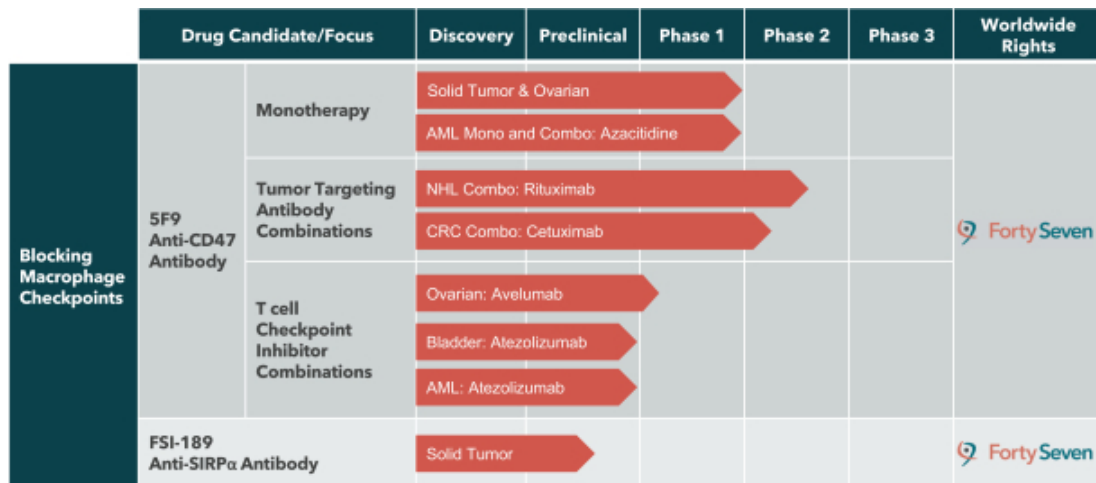 Drug Candidate/Focus
Discovery
Preclinical
Phase 1
Phase 2
Phase 3
Worldwide
Rights
Blocking
Macrophage
Checkpoints
5F9
Anti-CD47
Antibody
Monotherapy
Solid Tumor & Ovarian
AML Mono and Combo: Azacitidine
Tumor Targeting
Antibody
Combinations
NHL Combo: Rituximab
CRC Combo: Cetuximab
T cell
Checkpoint
Inhibitor
Combinations
Ovarian: Avelumab
Bladder: Atezolizumab
AML: Atezolizumab
FortySeven
FSI-189
Anti-SIRPα Antibody
Solid Tumor
FortySeven